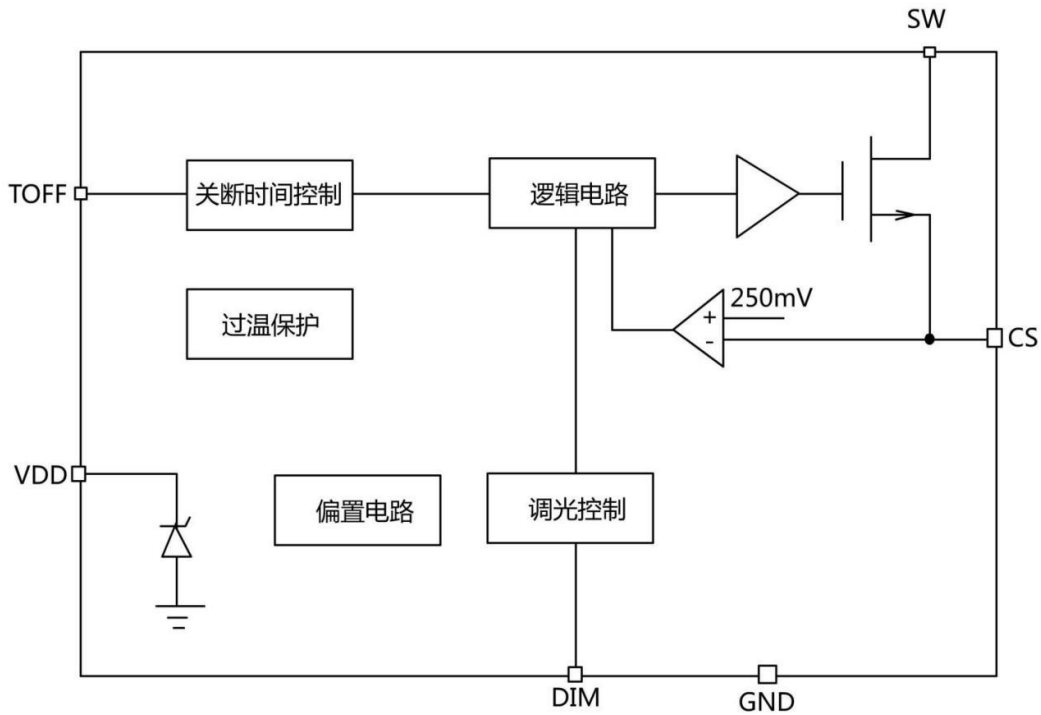 SW
TOFF
关断时间控制
逻辑电路
250mV
+
-
过温保护
CS
VDD
偏置电路
调光控制
DIM
GND